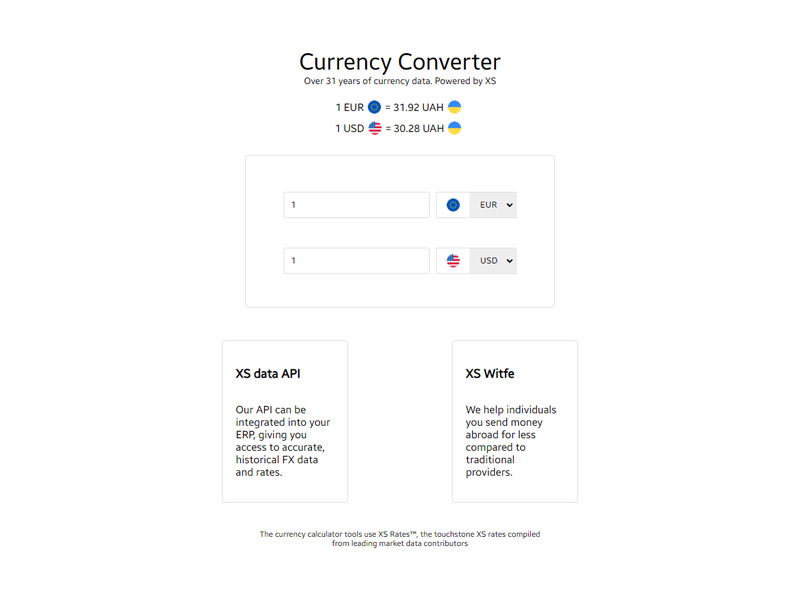 Currency Converter
Over 31 years of currency data. Powered by XS
1 EUR = 31.92 UAH
1 USD = 30.28 UAH
1 EUR
1 USD
XS data API
Our API can be
integrated into your
ERP, giving you
access to accurate,
historical FX data
and rates.
XS Witfe
We help individuals
you send money
abroad for less
compared to
traditional
providers.
The currency calculator tools use XS Rates™, the touchstone XS rates compiled
from leading market data contributors